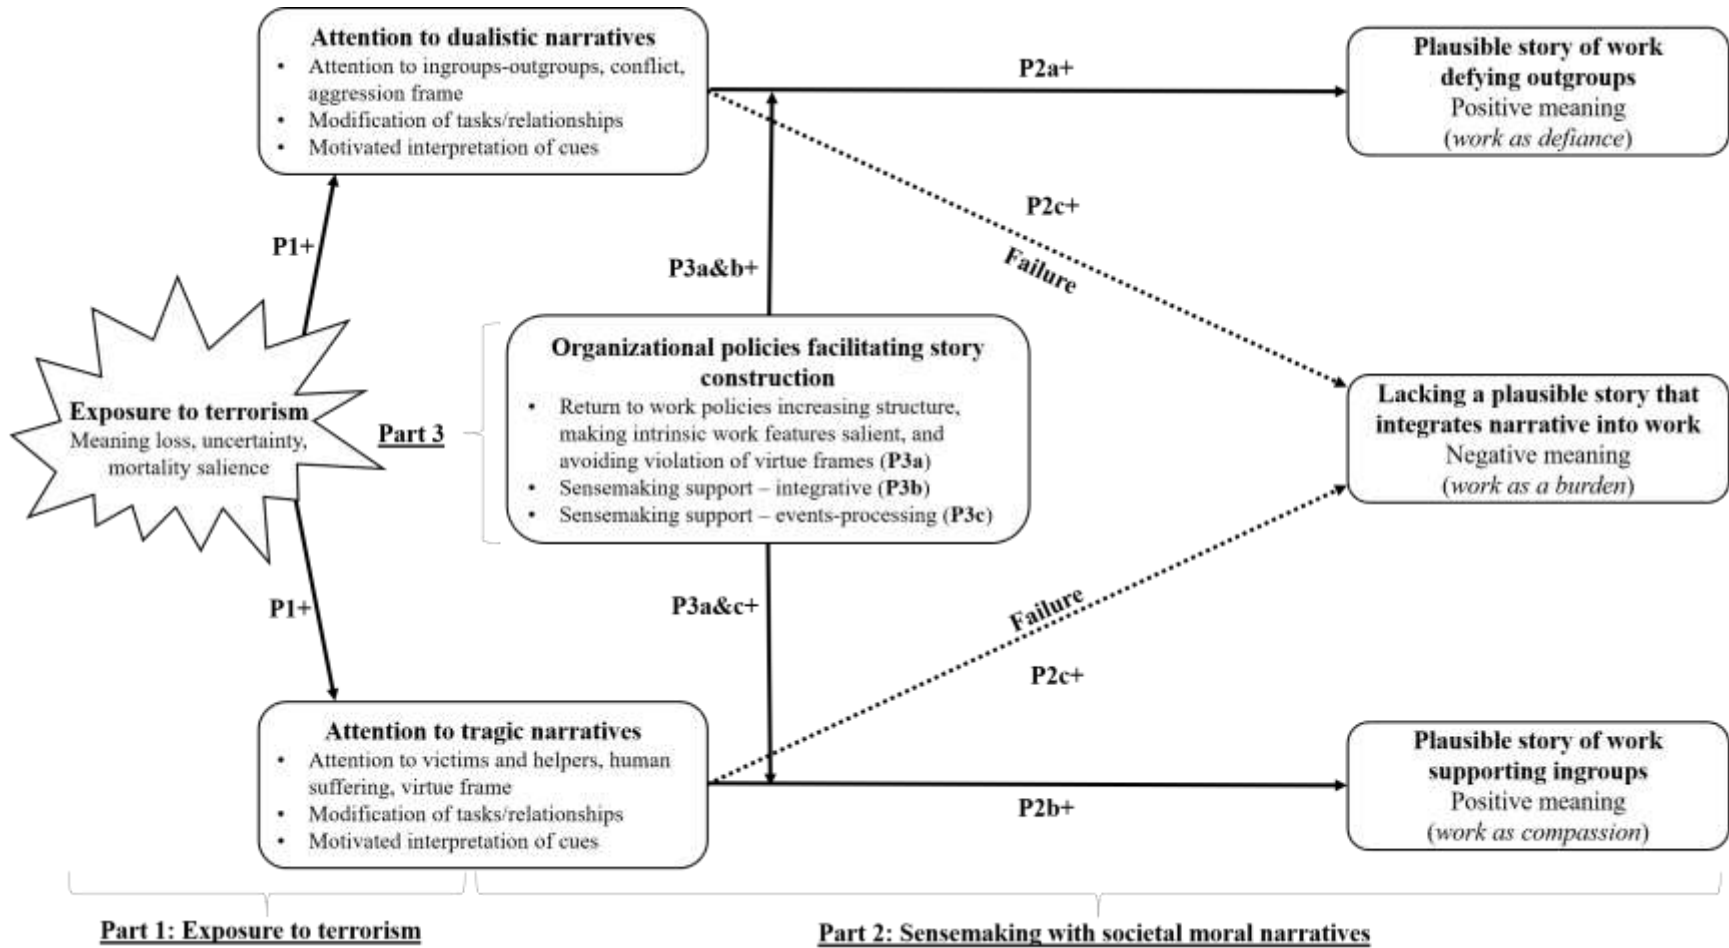 Attention to dualistic narratives
• Attention to ingroups-outgroups, conflict,
aggression frame
• Modification of tasks/relationships
• Motivated interpretation of cues
P2a+
Plausible story of work
defying outgroups
Positive meaning
(work as defiance)
P1+
P3a&b+
P2c+
Failure
Exposure to terrorism
Meaning loss, uncertainty,
mortality salience
Part 3
Organizational policies facilitating story
construction
• Return to work policies increasing structure,
making intrinsic work features salient, and
avoiding violation of virtue frames (P3a)
• Sensemaking support – integrative (P3b)
• Sensemaking support – events-processing (P3c)
Lacking a plausible story that
integrates narrative into work
Negative meaning
(work as a burden)
P1+
P3a&c+
Failure
P2c+
Attention to tragic narratives
• Attention to victims and helpers, human
suffering, virtue frame
• Modification of tasks/relationships
• Motivated interpretation of cues
P2b+
Plausible story of work
supporting ingroups
Positive meaning
(work as compassion)
Part 1: Exposure to terrorism
Part 2: Sensemaking with societal moral narratives